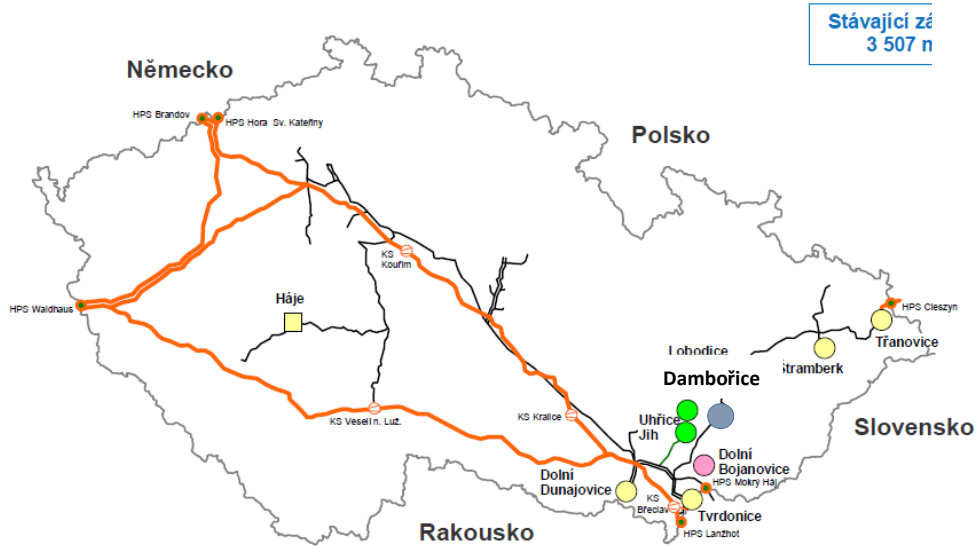 Stávající zá
3 507 m
Německo
HPS Brandov
HPS Hora Sv. Kateřiny
Polsko
KS
Kouřim
HPS Waldhaus
Háje
HPS Cieszyn
Třanovice
Štramberk
Lobodice
Dambořice
KS Kralice
Uhřice
Jih
KS Veselí n. Luž.
Slovensko
Dolní
Bojanovice
HPS Mokrý Háj
Dolní
Dunajovice
KS
Břeclav
Tvrdonice
HPS Lanžhot
Rakousko